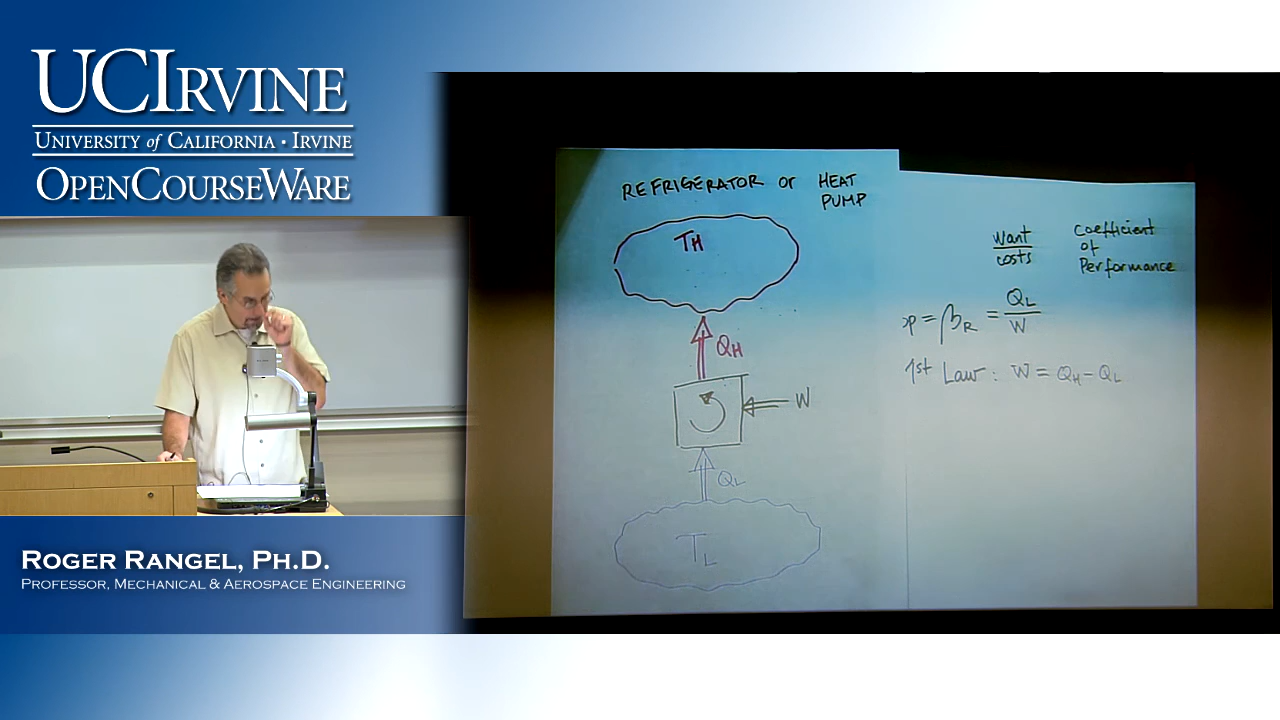 UCIRVINE
UNIVERSITY of CALIFORNIA · IRVINE
OPENCOURSEWARE
ROGER RANGEL, PH.D.
PROFESSOR, MECHANICAL & AEROSPACE ENGINEERING
REFRIGERATOR or HEAT
PUMP
TH
QH
W
QL
TL
Want
costs
Coefficient
of
Performance
= βR = QL
W
1st Law: W = QH - QL